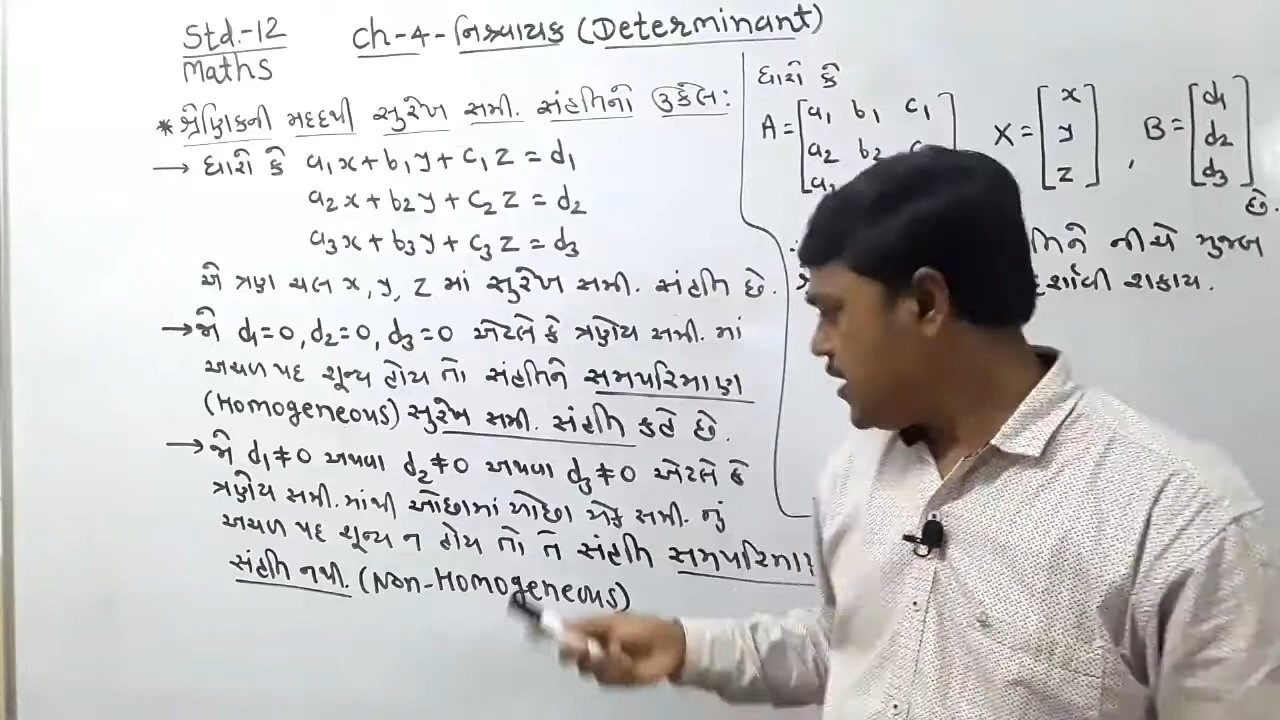 Std.-12
Maths
Ch-4-નિશ્ચાયક (Determinant)
* શ્રેણિકની મદદથી સુરેખ સમી. સંહતિનો ઉકેલ:
→ ધારો કે a₁x + b₁y + c₁z = d₁
a₂x + b₂y + c₂z = d₂
a₃x + b₃y + c₃z = d₃
એ ત્રણ ચલ x, y, z માં સુરેખ સમી. સંહતિ છે.
→ જો d₁=0, d₂=0, d₃=0 એટલે કે ત્રણેય સમી. માં
અચળ પદ શૂન્ય હોય તો સંહતિને સમપરિમાણ
(Homogeneous) સુરેખ સમી. સંહતિ કહે છે.
→ જો d₁≠0 અથવા d₂≠0 અથવા d₃≠0 એટલે કે
ત્રણેય સમી. માંથી ઓછામાં ઓછા એક સમી. નું
અચળ પદ શૂન્ય ન હોય તો તે સંહતિ સમપરિમા
સંહતિ નથી. (Non-Homogeneous)
ધારો કે
A = [a₁ b₁ c₁
a₂ b₂
X = [x y z], B = [d₁ d₂ d₃] છે.
નીચે મુજબ
દર્શાવી શકાય.